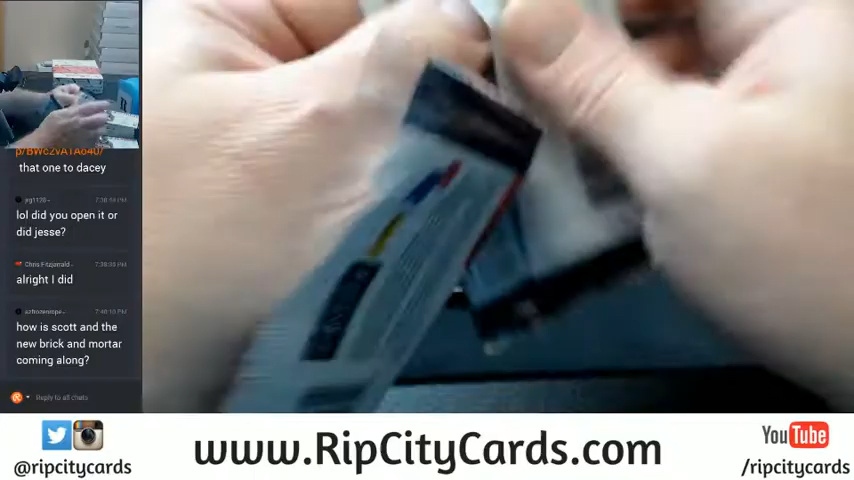 that one to dacey
lol did you open it or
did jesse?
Chris Fitzgerald
alright I did
how is scott and the
new brick and mortar
coming along?
Reply to all chats
@ripcitycards
www.RipCityCards.com
YouTube
/ripcitycards